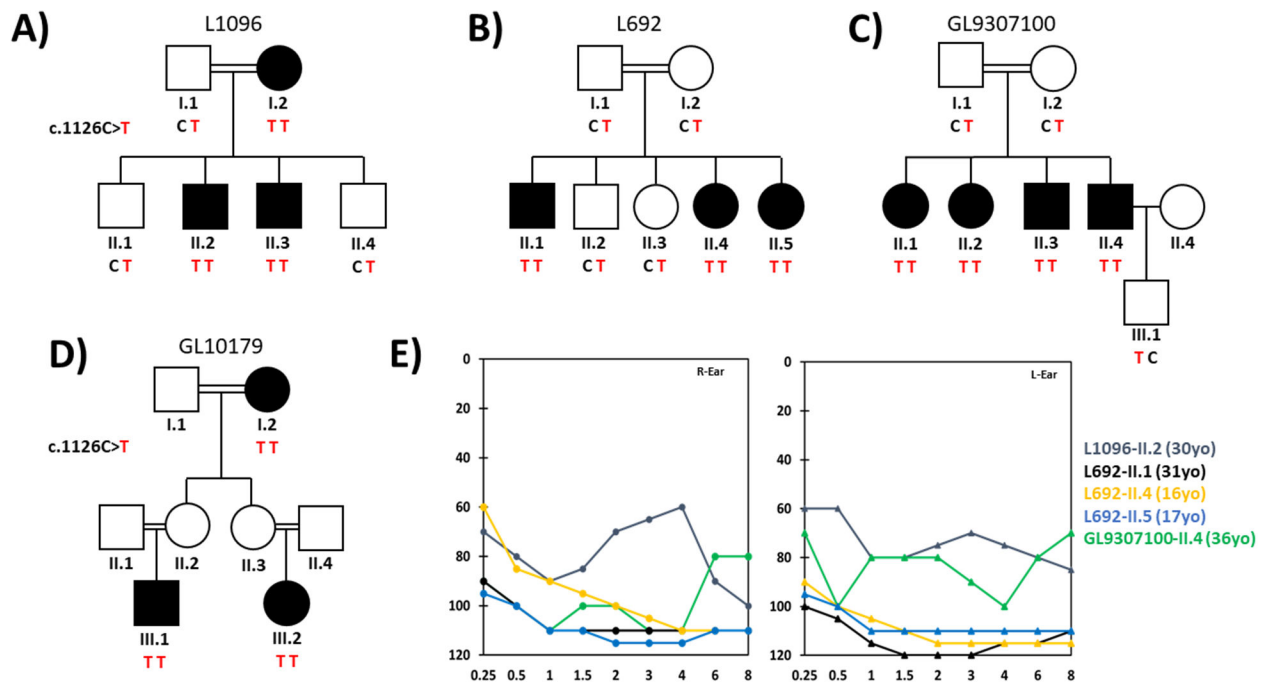 A)
L1096
I.1
C T
I.2
T T
c.1126C>T
II.1
C T
II.2
T T
II.3
T T
II.4
C T
B)
L692
I.1
C T
I.2
C T
II.1
T T
II.2
C T
II.3
C T
II.4
T T
II.5
T T
C)
GL9307100
I.1
C T
I.2
C T
II.1
T T
II.2
T T
II.3
T T
II.4
T T
II.4
III.1
T C
D)
GL10179
I.1
I.2
T T
c.1126C>T
II.1
II.2
II.3
II.4
III.1
T T
III.2
T T
E)
R-Ear
0
20
40
60
80
100
120
0.25 0.5 1 1.5 2 3 4 6 8
L-Ear
0
20
40
60
80
100
120
0.25 0.5 1 1.5 2 3 4 6 8
L1096-II.2 (30yo)
L692-II.1 (31yo)
L692-II.4 (16yo)
L692-II.5 (17yo)
GL9307100-II.4 (36yo)